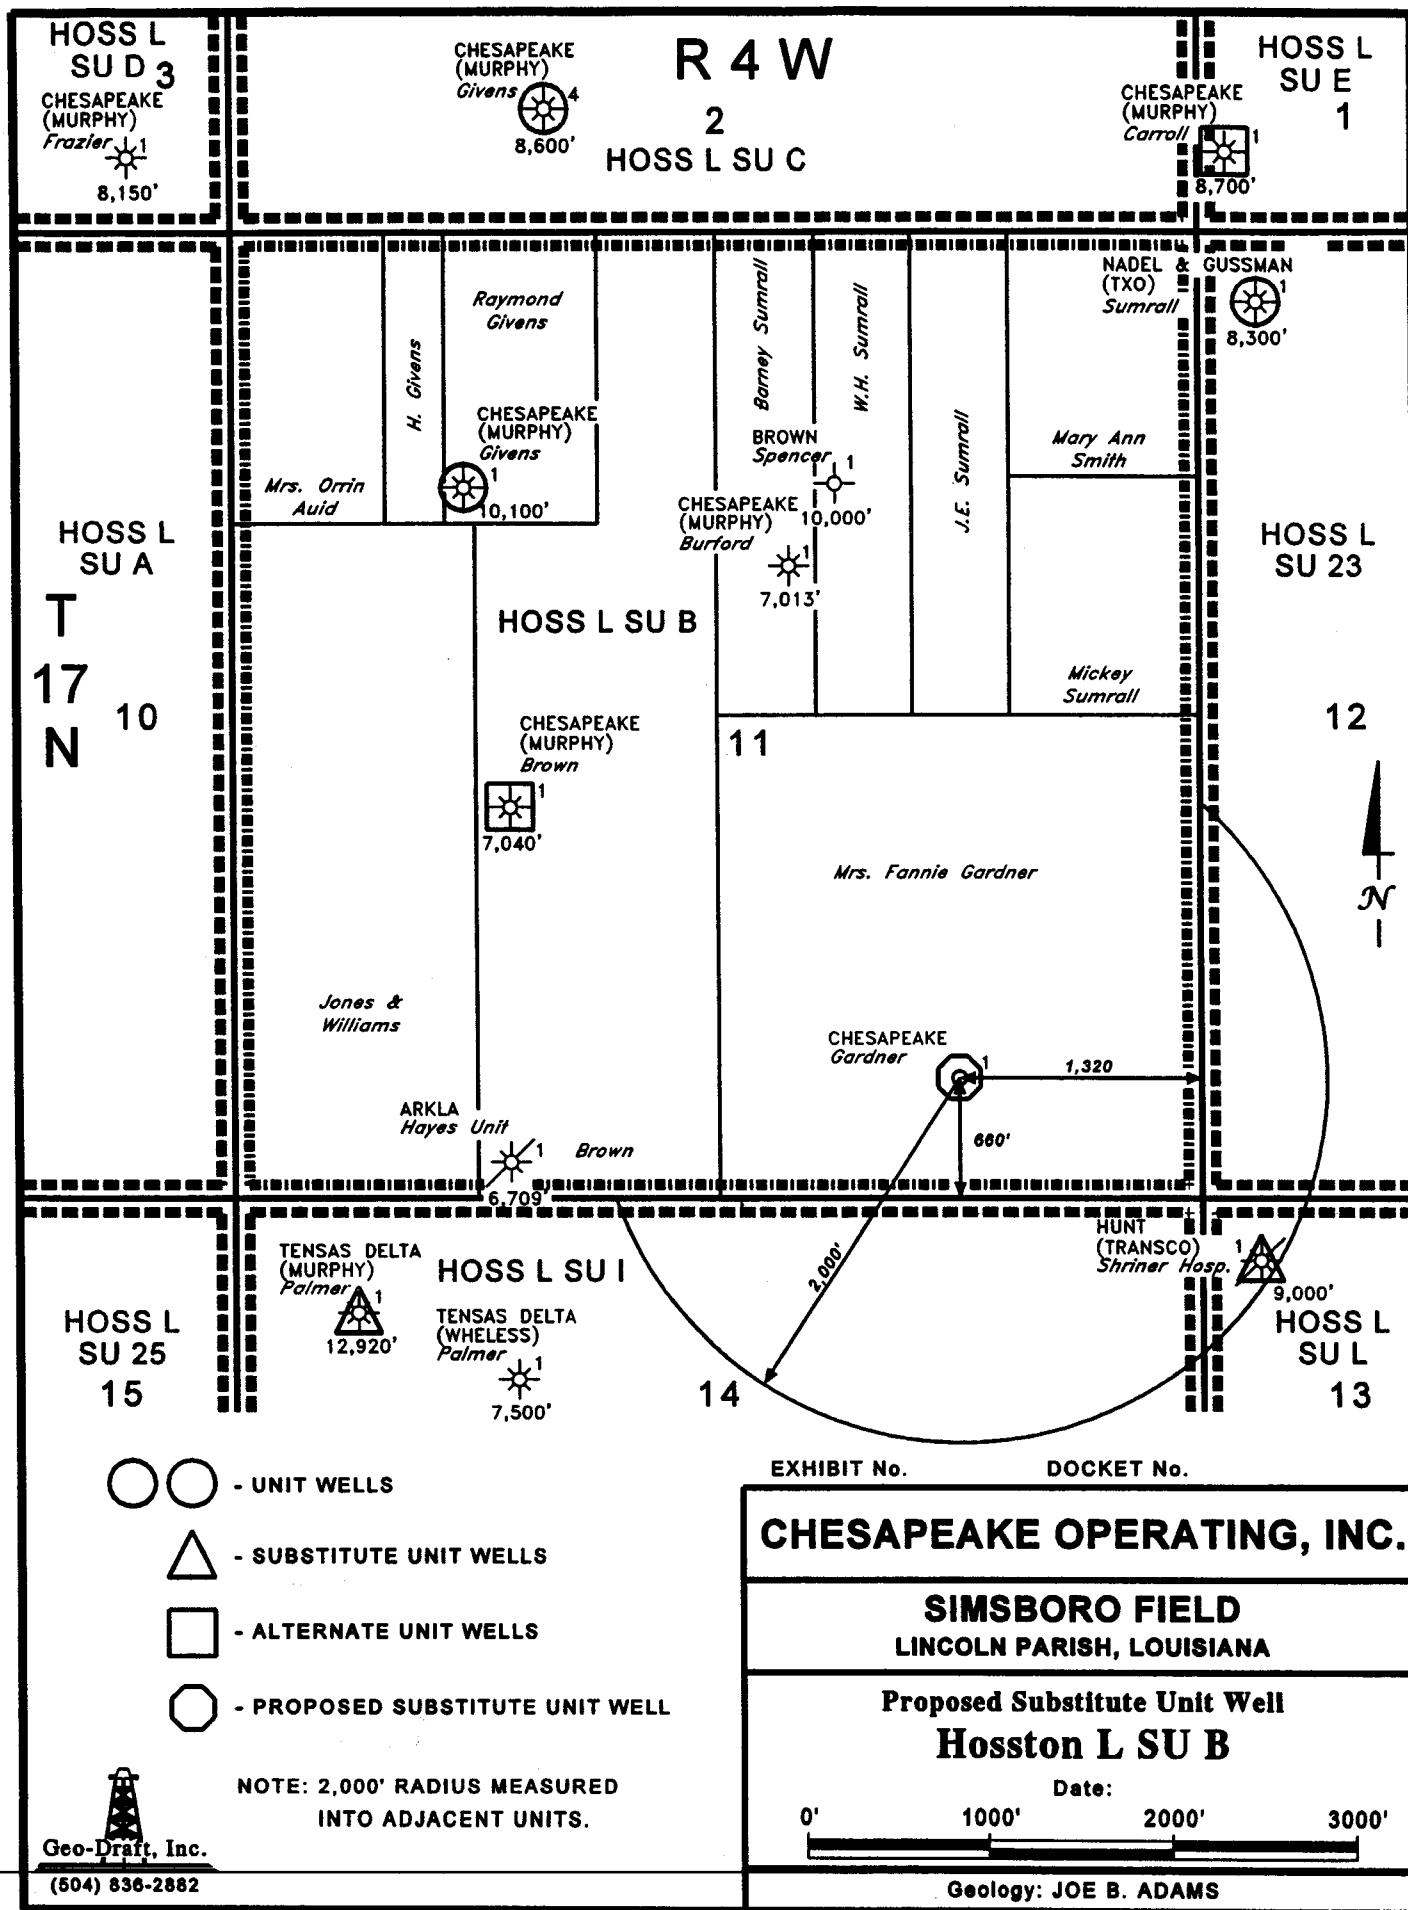 HOSS L
SU D 3
CHESAPEAKE
(MURPHY)
Frazier
1
8,150'
CHESAPEAKE
(MURPHY)
Givens
4
8,600'
R 4 W
2
HOSS L SU C
CHESAPEAKE
(MURPHY)
Carroll
1
8,700'
HOSS L
SU E
1
NADEL & GUSSMAN
(TXO)
Sumrall
1
8,300'
Raymond
Givens
H. Givens
Barney Sumrall
W.H. Sumrall
J.E. Sumrall
CHESAPEAKE
(MURPHY)
Givens
1
10,100'
Mrs. Orrin
Auid
BROWN
Spencer
1
10,000'
CHESAPEAKE
(MURPHY)
Burford
1
7,013'
Mary Ann
Smith
HOSS L
SU A
T
17
N
10
HOSS L SU B
HOSS L
SU 23
12
Mickey
Sumrall
11
CHESAPEAKE
(MURPHY)
Brown
1
7,040'
Mrs. Fannie Gardner
N
Jones &
Williams
CHESAPEAKE
Gardner
1
1,320
660'
2,000'
ARKLA
Hayes Unit
1
6,709'
Brown
HUNT
(TRANSCO)
Shriner Hosp.
1
9,000'
TENSAS DELTA
(MURPHY)
Palmer
1
12,920'
HOSS L SU I
TENSAS DELTA
(WHELESS)
Palmer
1
7,500'
HOSS L
SU 25
15
14
HOSS L
SU L
13
- UNIT WELLS
- SUBSTITUTE UNIT WELLS
- ALTERNATE UNIT WELLS
- PROPOSED SUBSTITUTE UNIT WELL
NOTE: 2,000' RADIUS MEASURED
INTO ADJACENT UNITS.
Geo-Draft, Inc.
(504) 836-2882
EXHIBIT No. DOCKET No.
CHESAPEAKE OPERATING, INC.
SIMSBORO FIELD
LINCOLN PARISH, LOUISIANA
Proposed Substitute Unit Well
Hosston L SU B
Date:
0' 1000' 2000' 3000'
Geology: JOE B. ADAMS